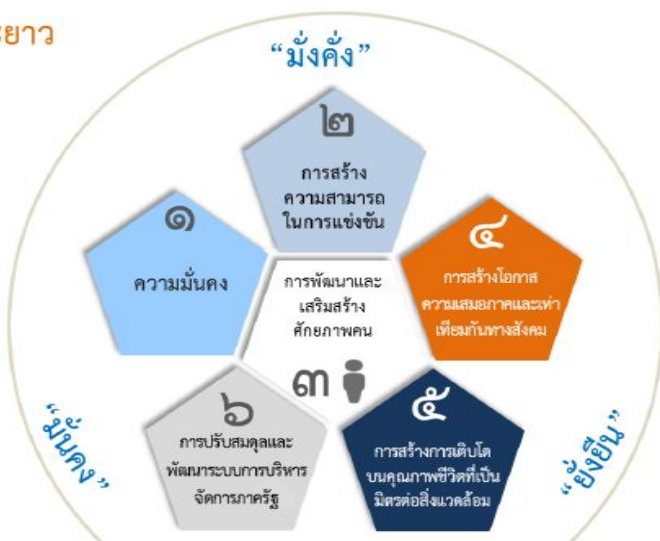 “มั่งคั่ง”
๒
การสร้าง
ความสามารถ
ในการแข่งขัน
๑
ความมั่นคง
๔
การสร้างโอกาส
ความเสมอภาคและเท่า
เทียมกันทางสังคม
การพัฒนาและ
เสริมสร้าง
ศักยภาพคน
๓
๖
การปรับสมดุลและ
พัฒนาระบบการบริหาร
จัดการภาครัฐ
๕
การสร้างการเติบโต
บนคุณภาพชีวิตที่เป็น
มิตรต่อสิ่งแวดล้อม
“มั่นคง”
“ยั่งยืน”